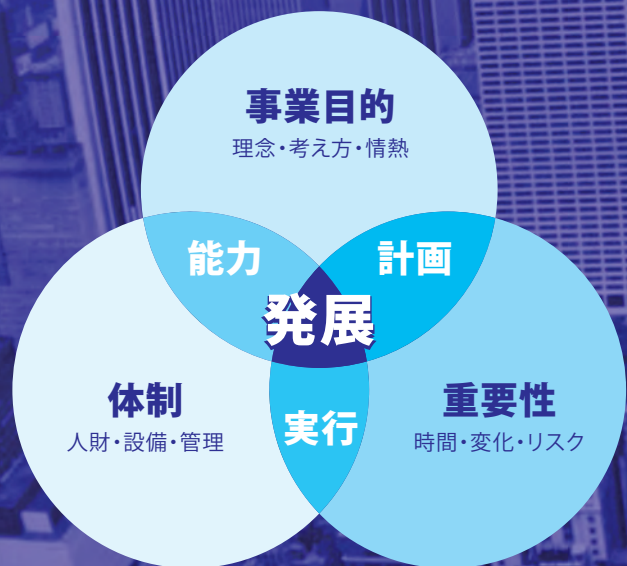 事業目的
理念・考え方・情熱
能力
計画
発展
体制
人財・設備・管理
重要性
時間・変化・リスク
実行